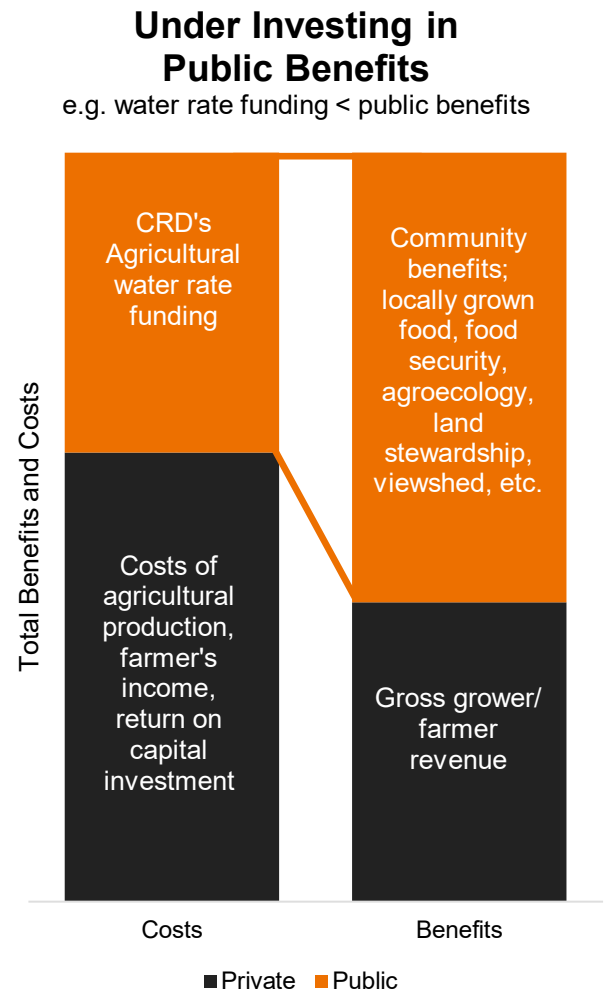 Under Investing in
Public Benefits
e.g. water rate funding < public benefits
Total Benefits and Costs
CRD's
Agricultural
water rate
funding
Costs of
agricultural
production,
farmer's
income,
return on
capital
investment
Community
benefits;
locally grown
food, food
security,
agroecology,
land
stewardship,
viewshed, etc.
Gross grower/
farmer
revenue
Costs
Benefits
Private Public